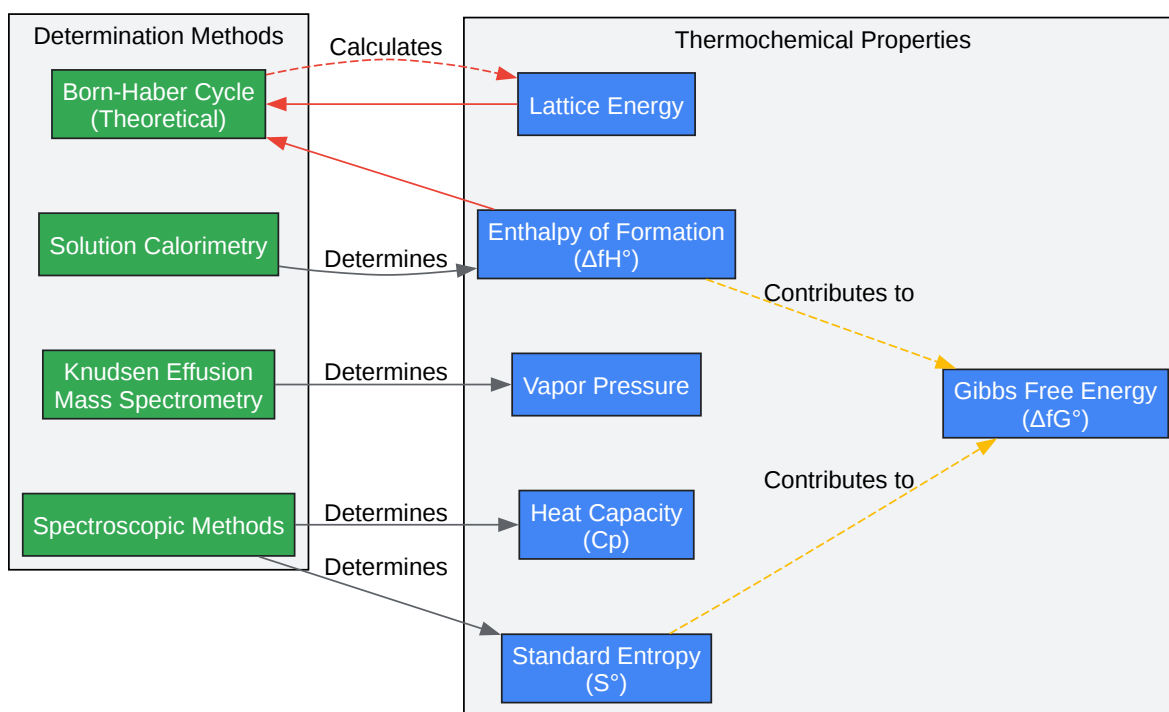 Determination Methods
Born-Haber Cycle
(Theoretical)
Solution Calorimetry
Knudsen Effusion
Mass Spectrometry
Spectroscopic Methods
Calculates
Determines
Determines
Determines
Determines
Thermochemical Properties
Lattice Energy
Enthalpy of Formation
(ΔfH°)
Vapor Pressure
Heat Capacity
(Cp)
Standard Entropy
(S°)
Contributes to
Contributes to
Gibbs Free Energy
(ΔfG°)